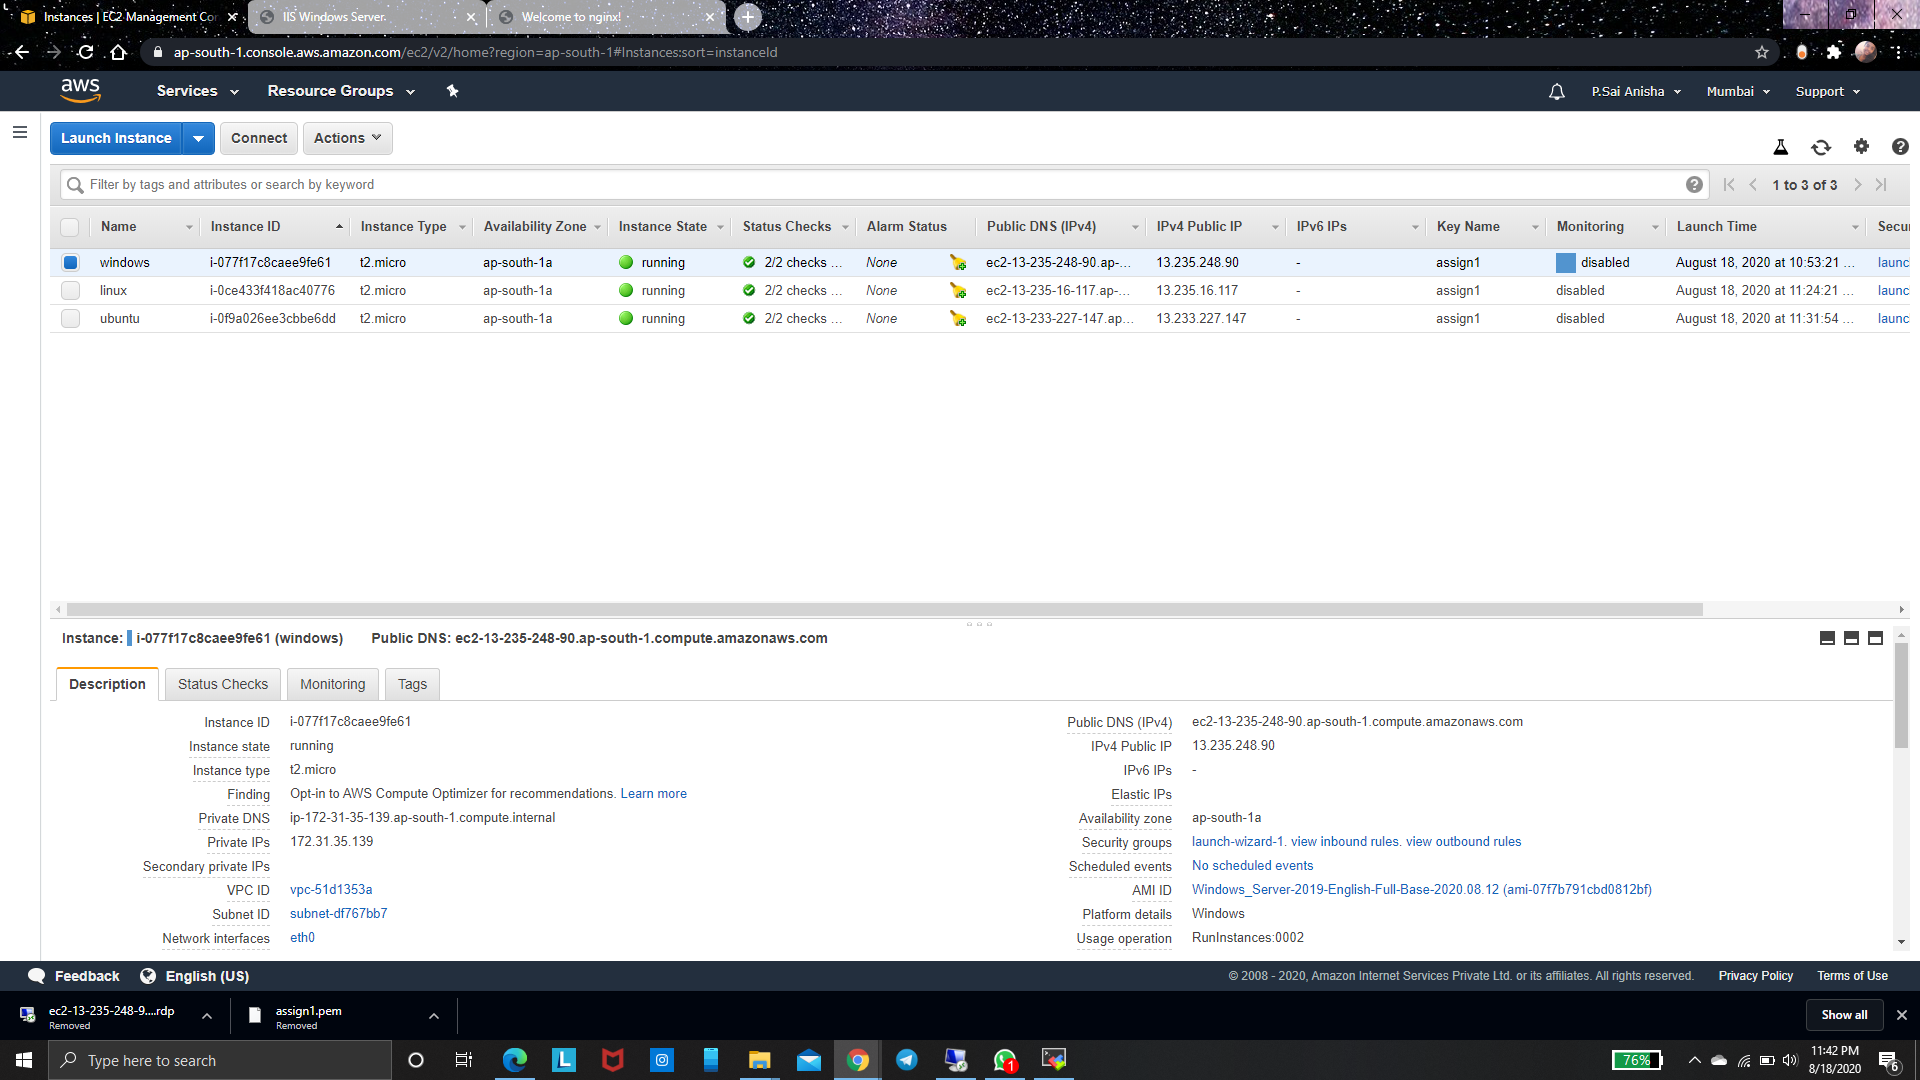 Instances | EC2 Management Co
IIS Windows Server
Welcome to nginx!
ap-south-1.console.aws.amazon.com/ec2/v2/home?region=ap-south-1#Instances:sort=instanceId
aws Services Resource Groups P.Sai Anisha Mumbai Support
Launch Instance Connect Actions
Filter by tags and attributes or search by keyword 1 to 3 of 3
Name Instance ID Instance Type Availability Zone Instance State Status Checks Alarm Status Public DNS (IPv4) IPv4 Public IP IPv6 IPs Key Name Monitoring Launch Time Secu
windows i-077f17c8caee9fe61 t2.micro ap-south-1a running 2/2 checks ... None ec2-13-235-248-90.ap-... 13.235.248.90 - assign1 disabled August 18, 2020 at 10:53:21 ... launc
linux i-0ce433f418ac40776 t2.micro ap-south-1a running 2/2 checks ... None ec2-13-235-16-117.ap-... 13.235.16.117 - assign1 disabled August 18, 2020 at 11:24:21 ... launc
ubuntu i-0f9a026ee3cbbe6dd t2.micro ap-south-1a running 2/2 checks ... None ec2-13-233-227-147.ap... 13.233.227.147 - assign1 disabled August 18, 2020 at 11:31:54 ... launc
Instance: i-077f17c8caee9fe61 (windows) Public DNS: ec2-13-235-248-90.ap-south-1.compute.amazonaws.com
Description Status Checks Monitoring Tags
Instance ID i-077f17c8caee9fe61 Public DNS (IPv4) ec2-13-235-248-90.ap-south-1.compute.amazonaws.com
Instance state running IPv4 Public IP 13.235.248.90
Instance type t2.micro IPv6 IPs -
Finding Opt-in to AWS Compute Optimizer for recommendations. Learn more Elastic IPs
Private DNS ip-172-31-35-139.ap-south-1.compute.internal Availability zone ap-south-1a
Private IPs 172.31.35.139 Security groups launch-wizard-1. view inbound rules. view outbound rules
Secondary private IPs Scheduled events No scheduled events
VPC ID vpc-51d1353a AMI ID Windows_Server-2019-English-Full-Base-2020.08.12 (ami-07f7b791cbd0812bf)
Subnet ID subnet-df767bb7 Platform details Windows
Network interfaces eth0 Usage operation RunInstances:0002
Feedback English (US) © 2008 - 2020, Amazon Internet Services Private Ltd. or its affiliates. All rights reserved. Privacy Policy Terms of Use
ec2-13-235-248-9....rdp
Removed
assign1.pem
Removed
Show all
Type here to search
L
1
76%
11:42 PM
8/18/2020
6